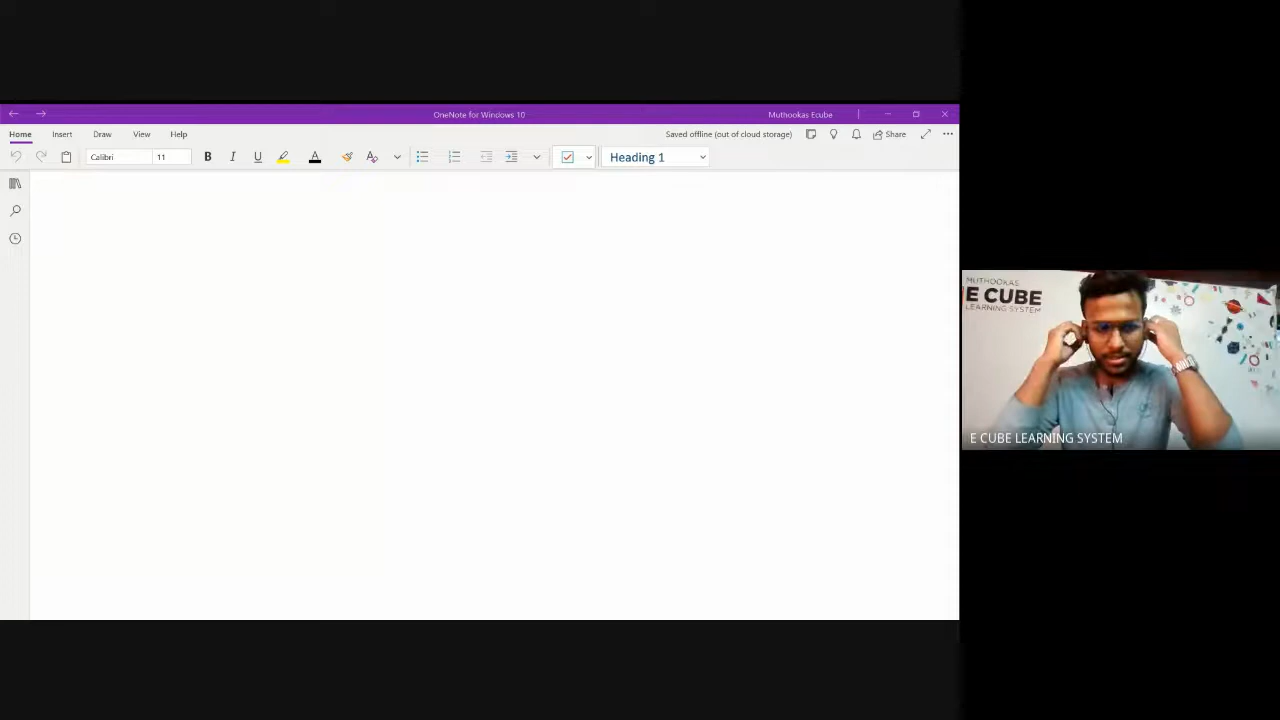 OneNote for Windows 10
Muthookas Ecube
Home Insert Draw View Help
Saved offline (out of cloud storage)
Share
Calibri 11 B I U A Heading 1
MUTHOOKAS
E CUBE
LEARNING SYSTEM
E CUBE LEARNING SYSTEM